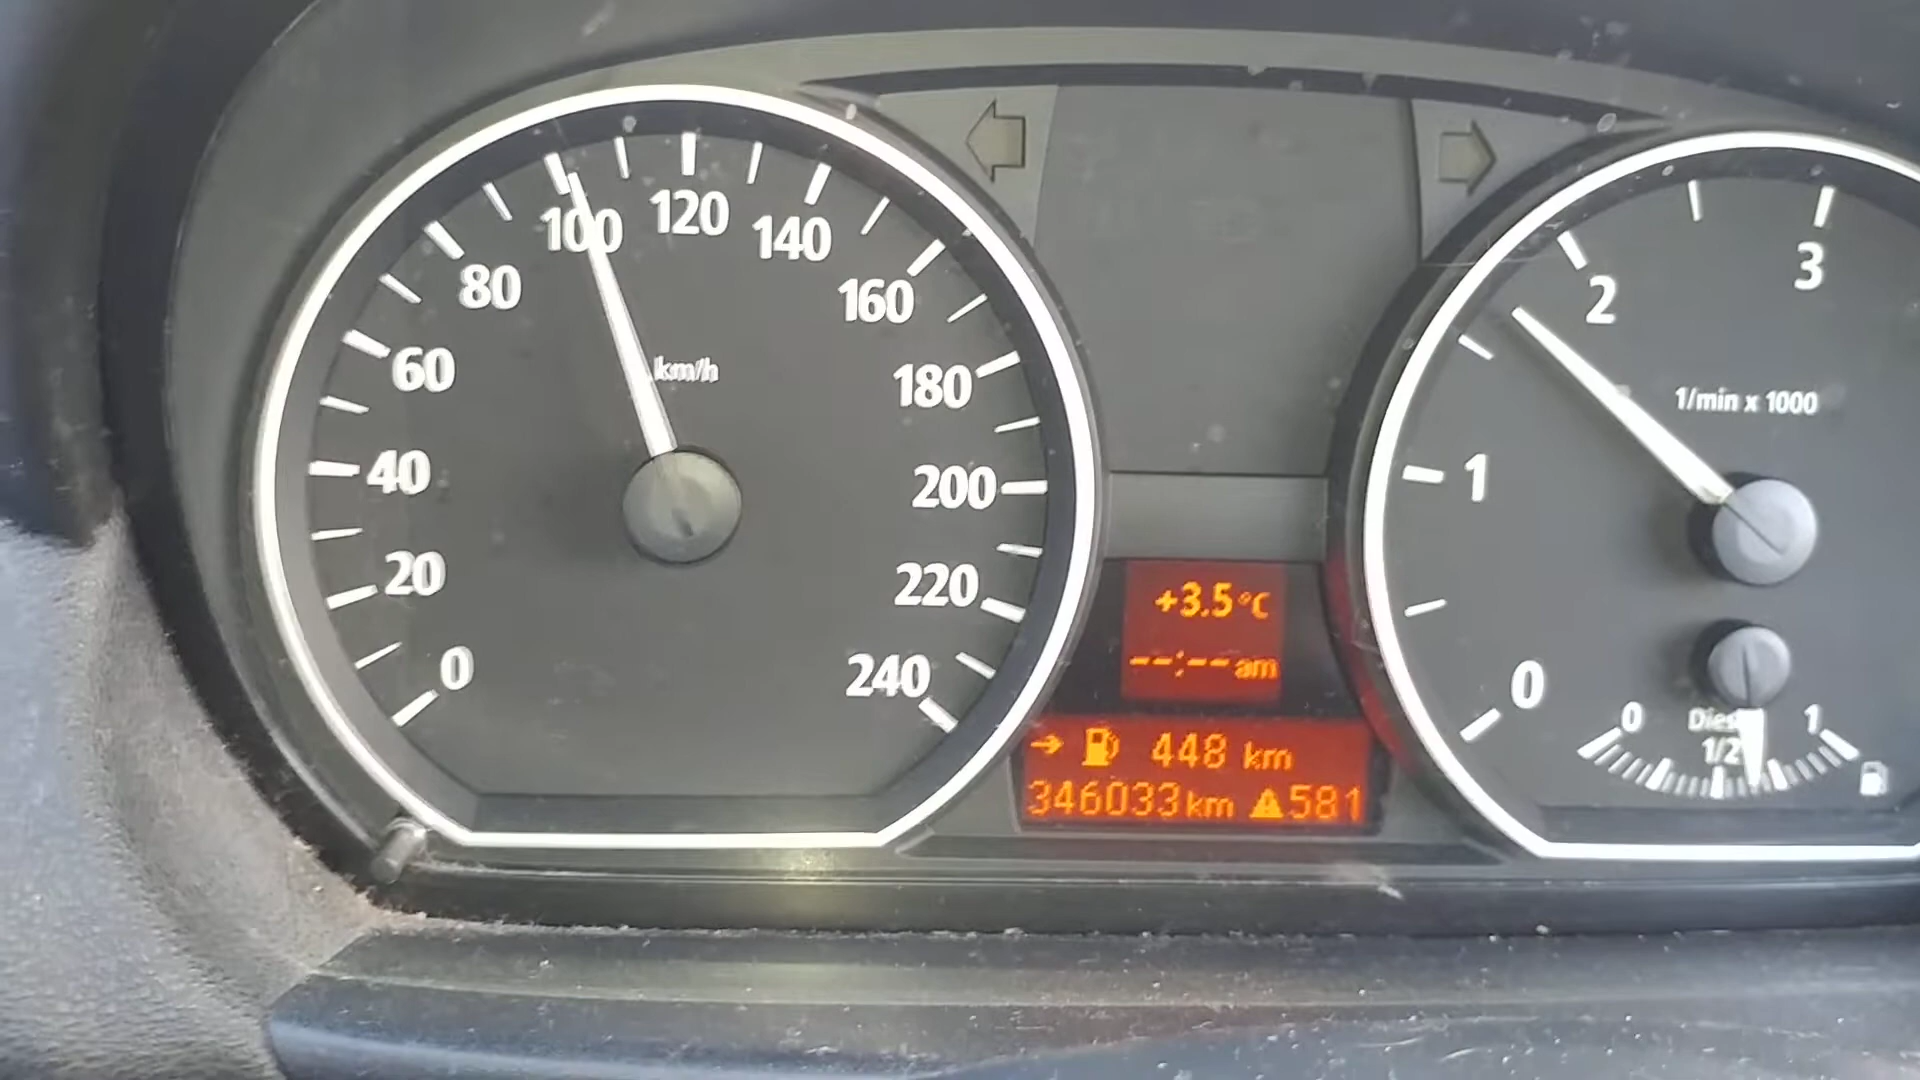 0
20
40
60
80
100
120
140
160
180
200
220
240
km/h
+3.5°C
--:--am
→ 448 km
346033km ⚠581
0
1
2
3
1/min x 1000
0
Diesel
1/2
1